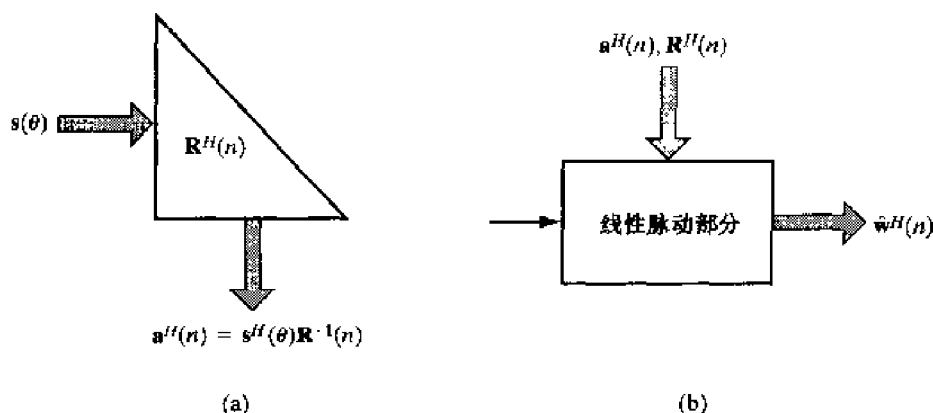 s(θ)
R^H(n)
a^H(n) = s^H(θ)R^-1(n)
(a)
a^H(n), R^H(n)
线性脉动部分
ŵ^H(n)
(b)